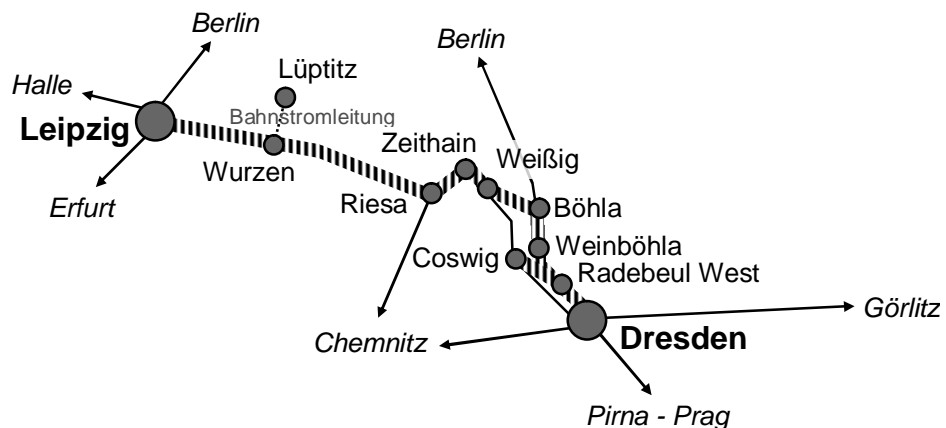 Berlin
Berlin
Halle
Lüptitz
Bahnstromleitung
Leipzig
Zeithain
Weißig
Wurzen
Riesa
Böhla
Erfurt
Weinböhla
Coswig
Radebeul West
Görlitz
Chemnitz
Dresden
Pirna - Prag